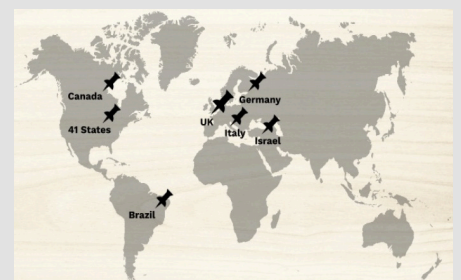 Canada
Germany
UK
41 States
Italy
Israel
Brazil